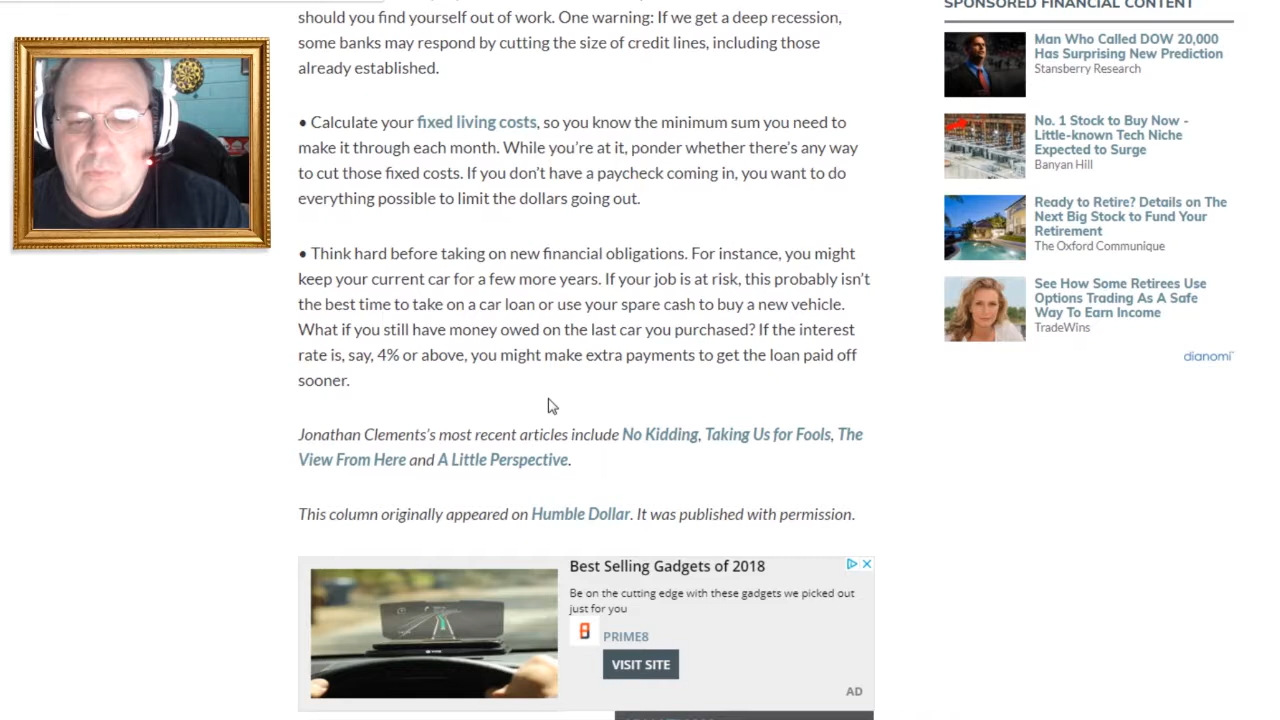 should you find yourself out of work. One warning: If we get a deep recession,
some banks may respond by cutting the size of credit lines, including those
already established.
• Calculate your fixed living costs, so you know the minimum sum you need to
make it through each month. While you’re at it, ponder whether there’s any way
to cut those fixed costs. If you don’t have a paycheck coming in, you want to do
everything possible to limit the dollars going out.
• Think hard before taking on new financial obligations. For instance, you might
keep your current car for a few more years. If your job is at risk, this probably isn’t
the best time to take on a car loan or use your spare cash to buy a new vehicle.
What if you still have money owed on the last car you purchased? If the interest
rate is, say, 4% or above, you might make extra payments to get the loan paid off
sooner.
Jonathan Clements’s most recent articles include No Kidding, Taking Us for Fools, The
View From Here and A Little Perspective.
This column originally appeared on Humble Dollar. It was published with permission.
Best Selling Gadgets of 2018
Be on the cutting edge with these gadgets we picked out
just for you
PRIME8
VISIT SITE
AD
SPONSORED FINANCIAL CONTENT
Man Who Called DOW 20,000
Has Surprising New Prediction
Stansberry Research
No. 1 Stock to Buy Now -
Little-known Tech Niche
Expected to Surge
Banyan Hill
Ready to Retire? Details on The
Next Big Stock to Fund Your
Retirement
The Oxford Communique
See How Some Retirees Use
Options Trading As A Safe
Way To Earn Income
TradeWins
dianomi